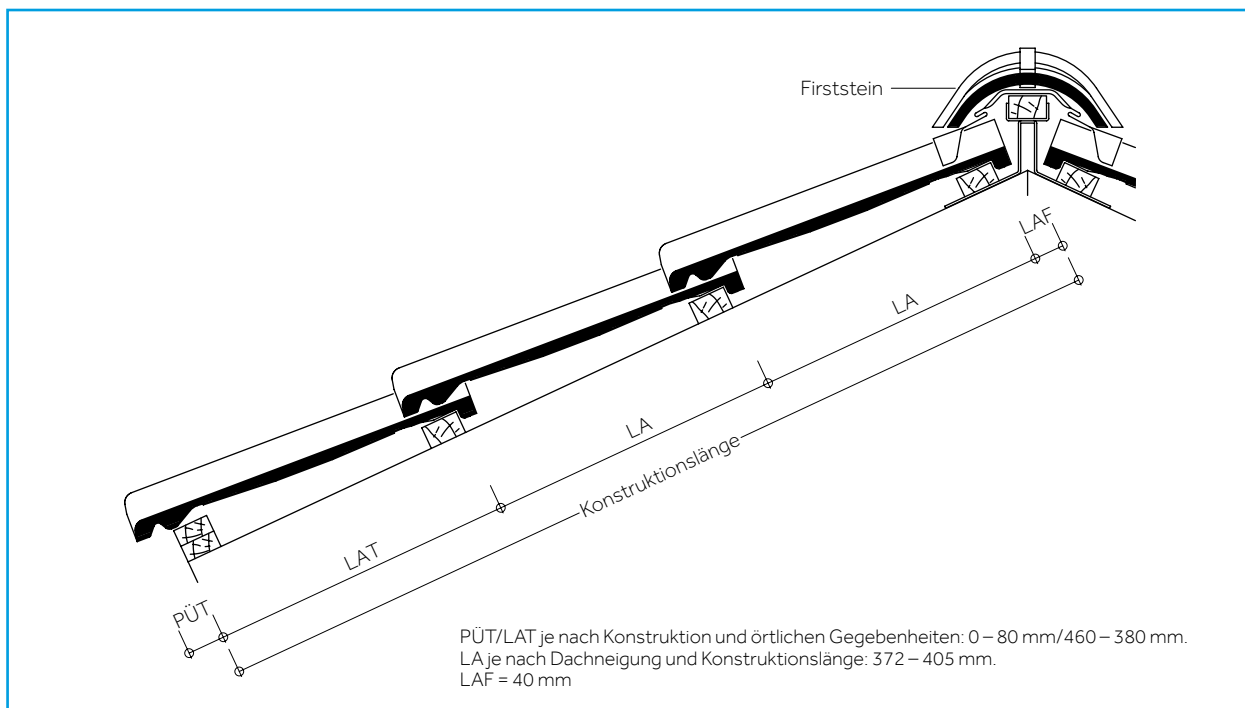 Firststein
LAF
LA
LA
Konstruktionslänge
LAT
PÜT
PÜT/LAT je nach Konstruktion und örtlichen Gegebenheiten: 0 – 80 mm/460 – 380 mm.
LA je nach Dachneigung und Konstruktionslänge: 372 – 405 mm.
LAF = 40 mm